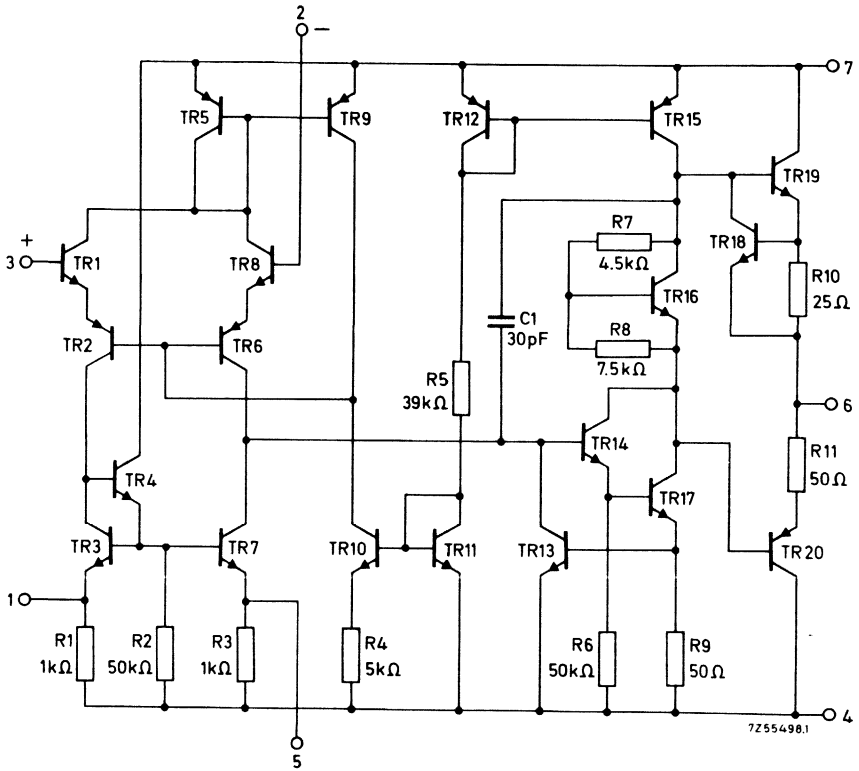 2
−
7
TR5
TR9
TR12
TR15
TR19
+
3
TR1
TR8
R7
4.5kΩ
TR18
R10
25Ω
TR16
C1
30pF
R8
7.5kΩ
TR2
TR6
R5
39kΩ
6
TR14
R11
50Ω
TR4
TR17
TR3
TR7
TR10
TR11
TR13
TR20
1
R1
1kΩ
R2
50kΩ
R3
1kΩ
R4
5kΩ
R6
50kΩ
R9
50Ω
4
7Z55498.1
5